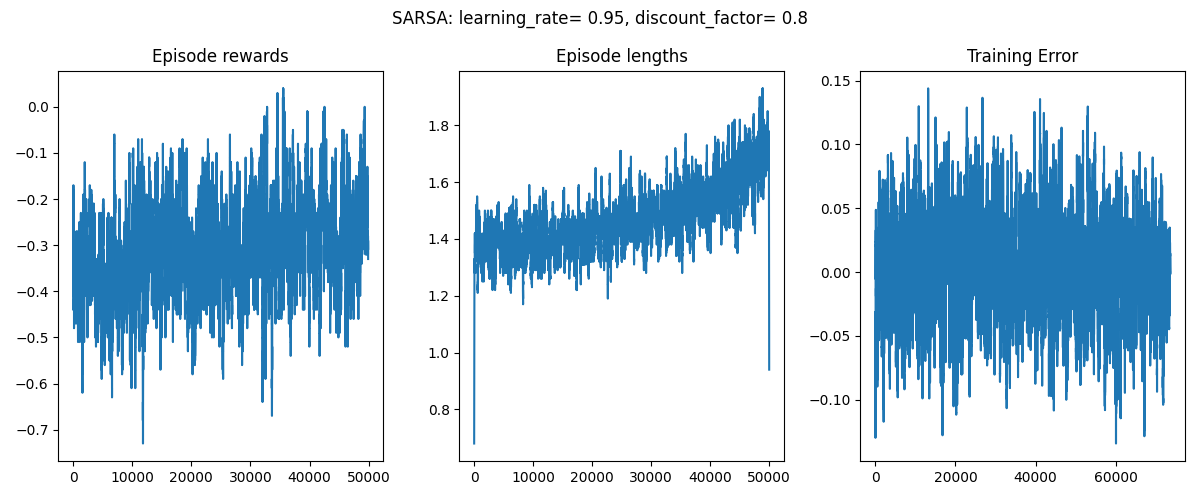 SARSA: learning_rate= 0.95, discount_factor= 0.8
Episode rewards
Episode lengths
Training Error
0.0
−0.1
−0.2
−0.3
−0.4
−0.5
−0.6
−0.7
0 10000 20000 30000 40000 50000
1.8
1.6
1.4
1.2
1.0
0.8
0 10000 20000 30000 40000 50000
0.15
0.10
0.05
0.00
−0.05
−0.10
0 20000 40000 60000